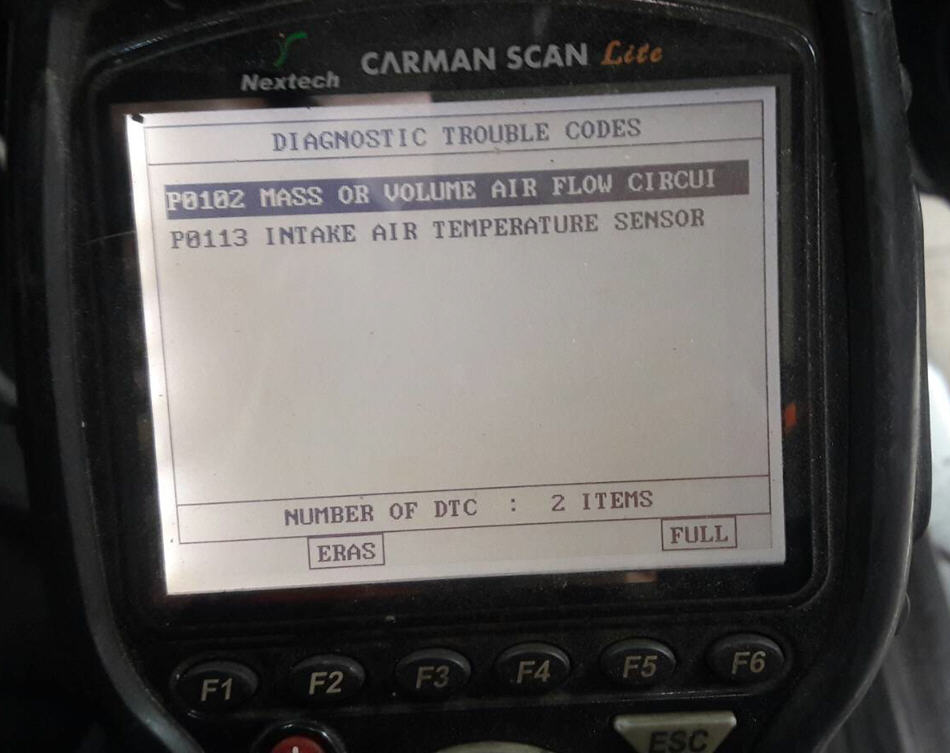 Nextech CARMAN SCAN Lite
DIAGNOSTIC TROUBLE CODES
P0102 MASS OR VOLUME AIR FLOW CIRCUI
P0113 INTAKE AIR TEMPERATURE SENSOR
NUMBER OF DTC : 2 ITEMS
ERAS FULL
F1 F2 F3 F4 F5 F6
ESC